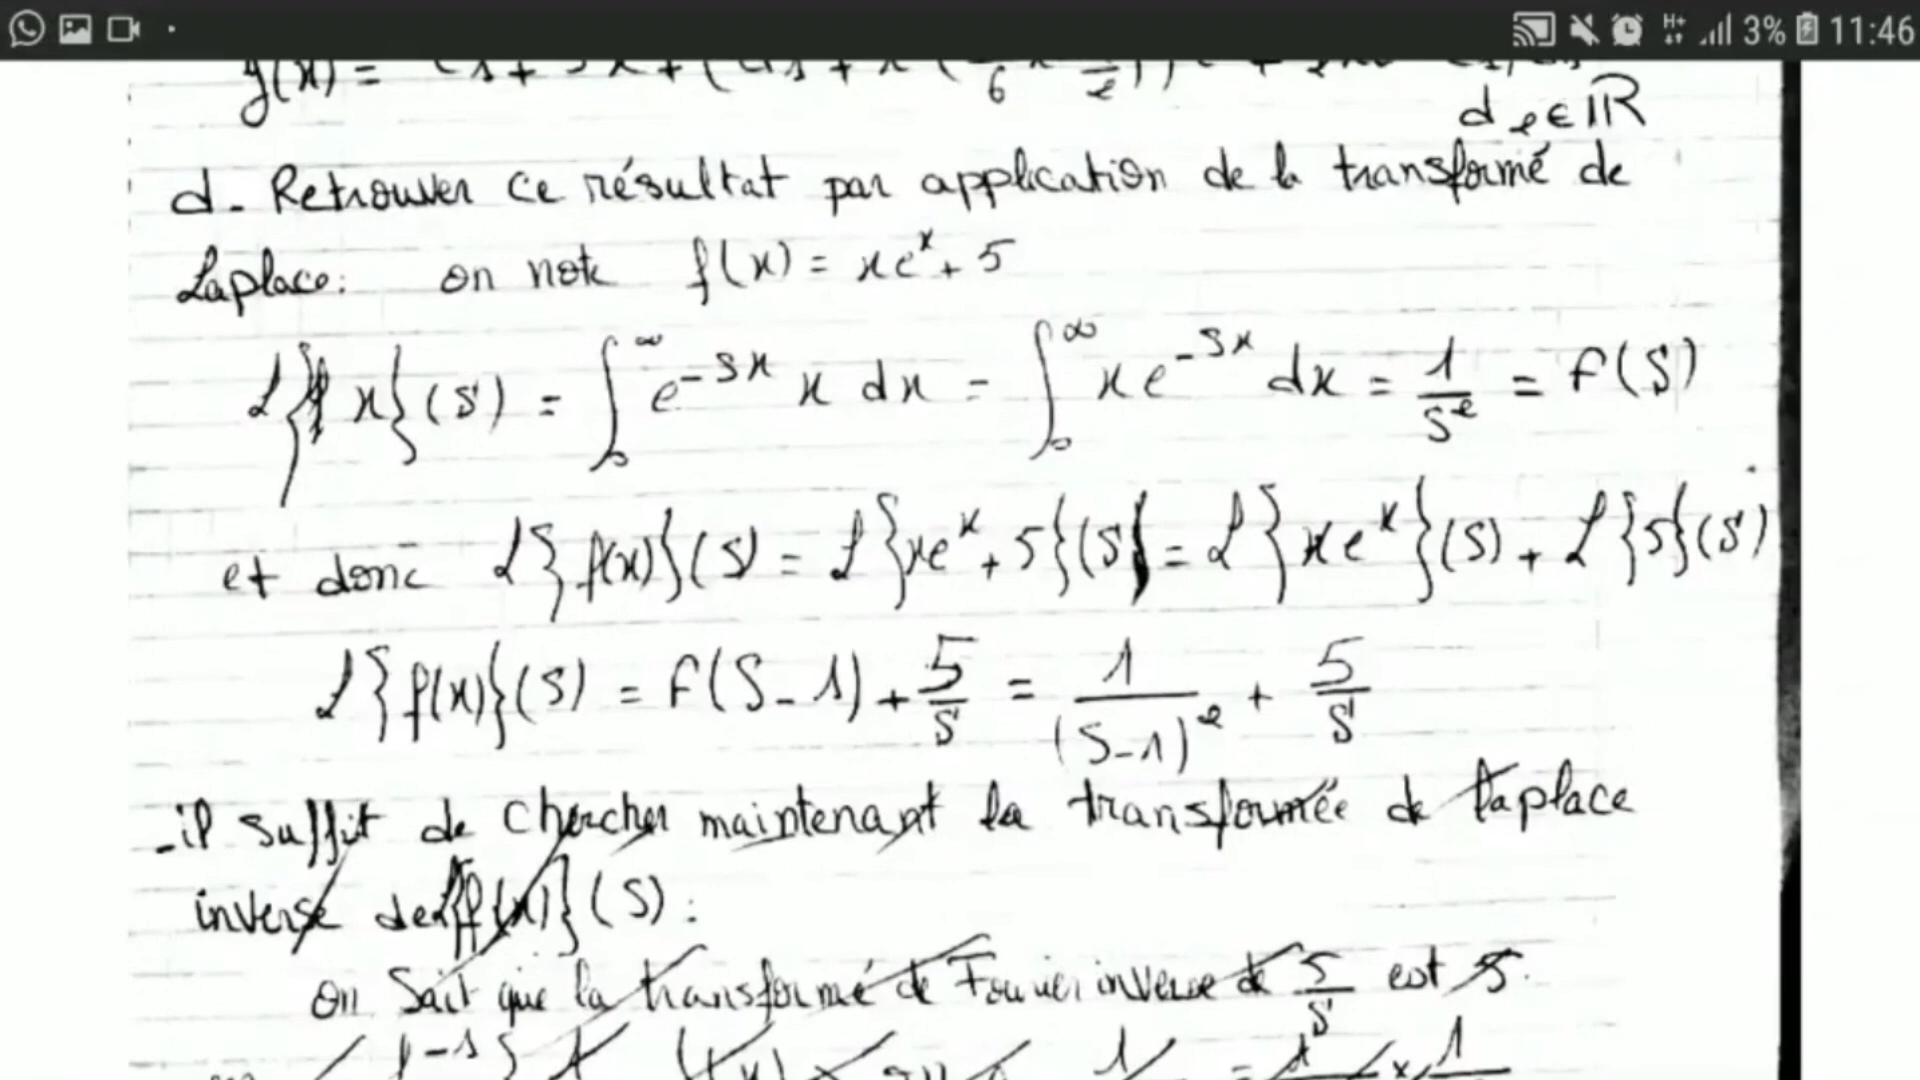 H+ 3% 11:46
y(x) =
d₂ ∈ ℝ
d - Retrouver ce résultat par application de la transformé de
Laplace : on note f(x) = xeˣ + 5
ℒ{x}(s) = ∫₀^∞ e^(-sx) x dx = ∫₀^∞ x e^(-sx) dx = 1/s² = F(s)
et donc ℒ{f(x)}(s) = ℒ{xeˣ + 5}(s) = ℒ{xeˣ}(s) + ℒ{5}(s)
ℒ{f(x)}(s) = F(s-1) + 5/s = 1/(s-1)² + 5/s
- il suffit de chercher maintenant la transformée de Laplace
inverse de ℒ{f(x)}(s) :
on sait que la transformé de Fourier inverse de 5/s est 5.